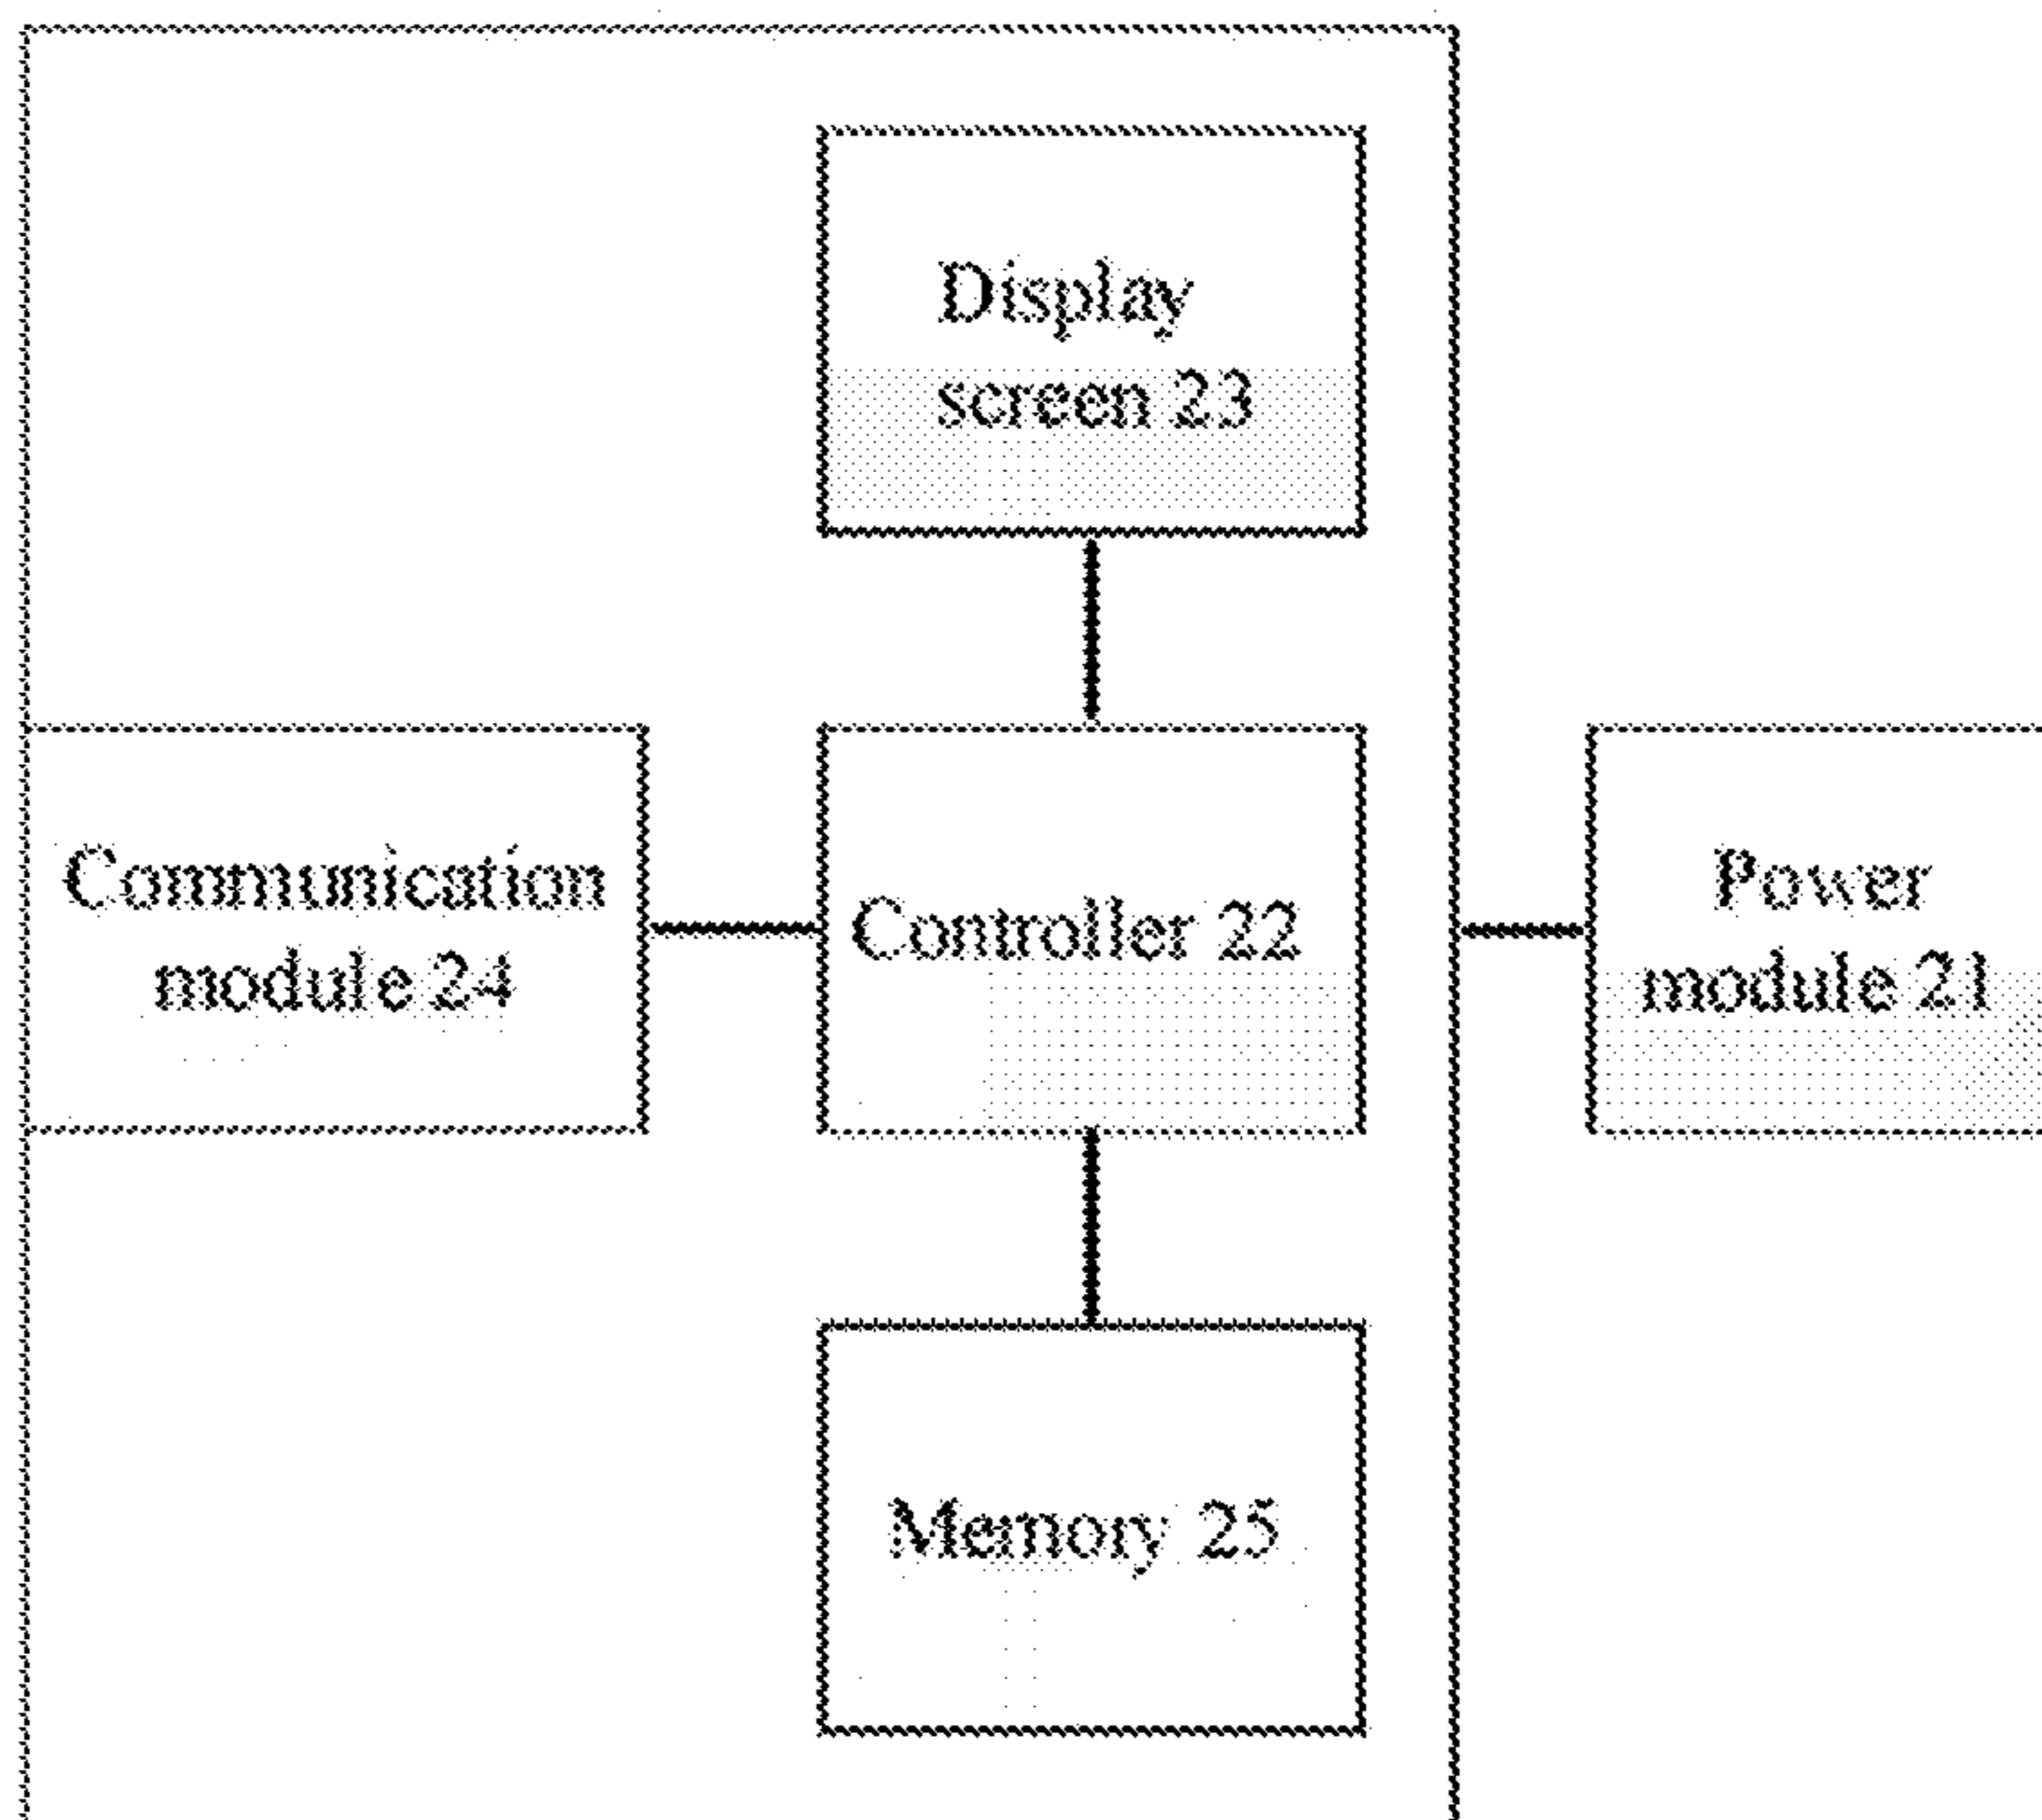 Display
screen 23
Communication
module 24
Controller 22
Power
module 21
Memory 25